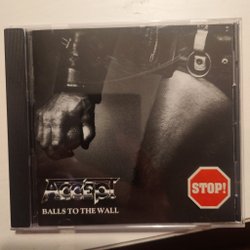 Accept
BALLS TO THE WALL
STOP!